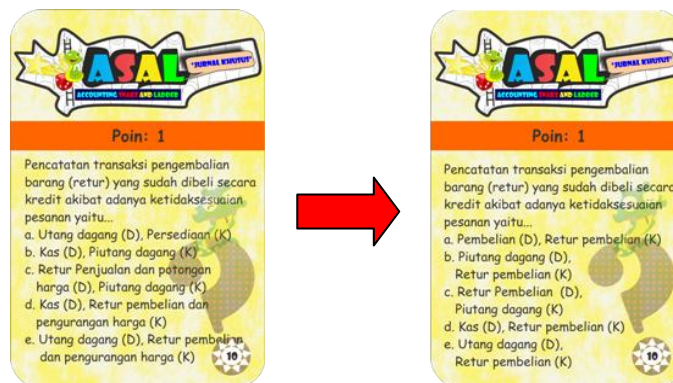 ASAL
"JURNAL KHUSUS"
ACCOUNTING SNAKE AND LADDER
Poin: 1
Pencatatan transaksi pengembalian
barang (retur) yang sudah dibeli secara
kredit akibat adanya ketidaksesuaian
pesanan yaitu...
a. Utang dagang (D), Persediaan (K)
b. Kas (D), Piutang dagang (K)
c. Retur Penjualan dan potongan
harga (D), Piutang dagang (K)
d. Kas (D), Retur pembelian dan
pengurangan harga (K)
e. Utang dagang (D), Retur pembelian
dan pengurangan harga (K)
10
ASAL
"JURNAL KHUSUS"
ACCOUNTING SNAKE AND LADDER
Poin: 1
Pencatatan transaksi pengembalian
barang (retur) yang sudah dibeli secara
kredit akibat adanya ketidaksesuaian
pesanan yaitu...
a. Pembelian (D), Retur pembelian (K)
b. Piutang dagang (D),
Retur pembelian (K)
c. Retur Pembelian (D),
Piutang dagang (K)
d. Kas (D), Retur pembelian (K)
e. Utang dagang (D),
Retur pembelian (K)
10